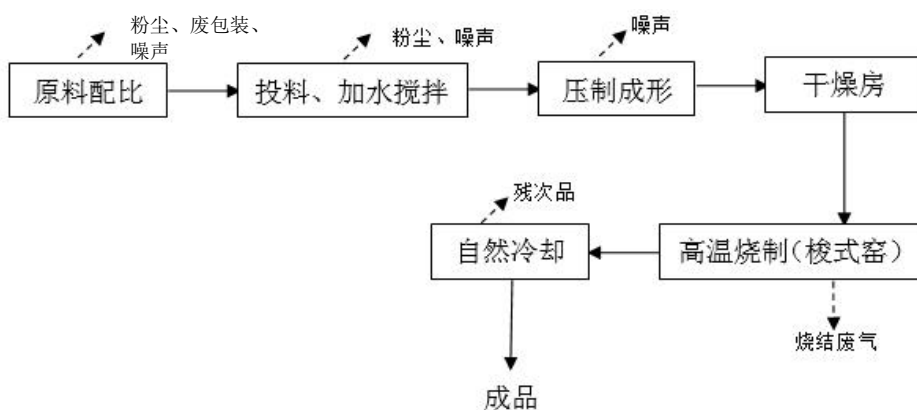 粉尘、废包装、
噪声
粉尘、噪声
噪声
原料配比
投料、加水搅拌
压制成形
干燥房
残次品
自然冷却
高温烧制（梭式窑）
烧结废气
成品